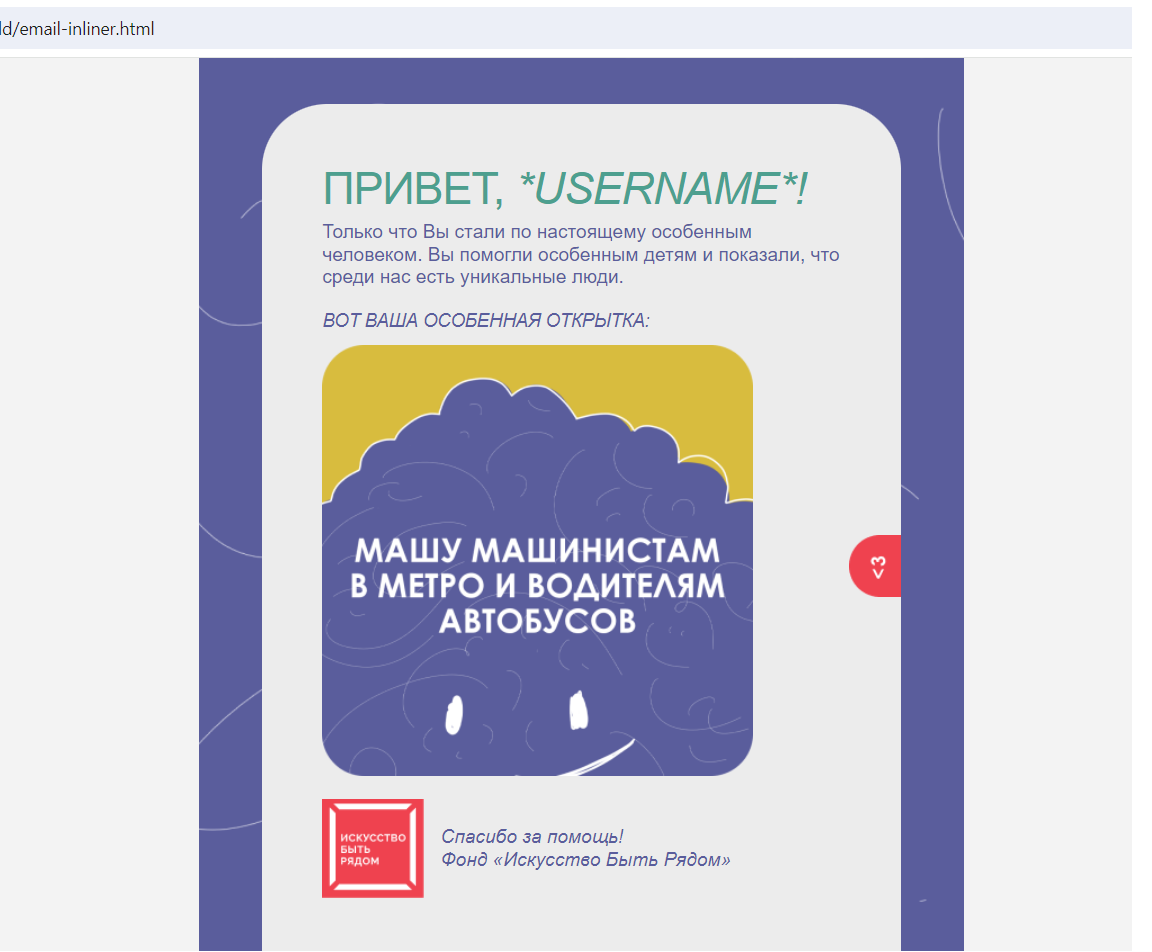 ld/email-inliner.html
ПРИВЕТ, *USERNAME*!
Только что Вы стали по настоящему особенным
человеком. Вы помогли особенным детям и показали, что
среди нас есть уникальные люди.
ВОТ ВАША ОСОБЕННАЯ ОТКРЫТКА:
МАШУ МАШИНИСТАМ
В МЕТРО И ВОДИТЕЛЯМ
АВТОБУСОВ
<3
ИСКУССТВО
БЫТЬ
РЯДОМ
Спасибо за помощь!
Фонд «Искусство Быть Рядом»